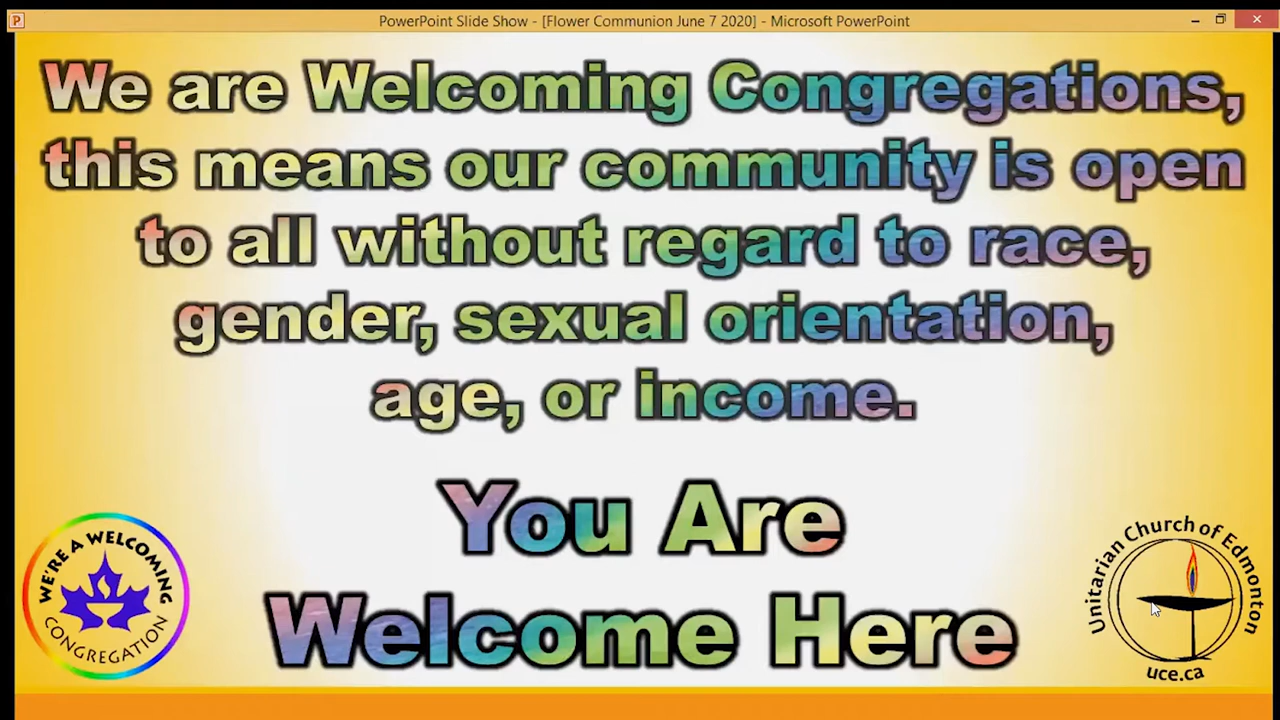 PowerPoint Slide Show - [Flower Communion June 7 2020] - Microsoft PowerPoint
We are Welcoming Congregations,
this means our community is open
to all without regard to race,
gender, sexual orientation,
age, or income.
You Are
Welcome Here
WE'RE A WELCOMING
CONGREGATION
Unitarian Church of Edmonton
uce.ca